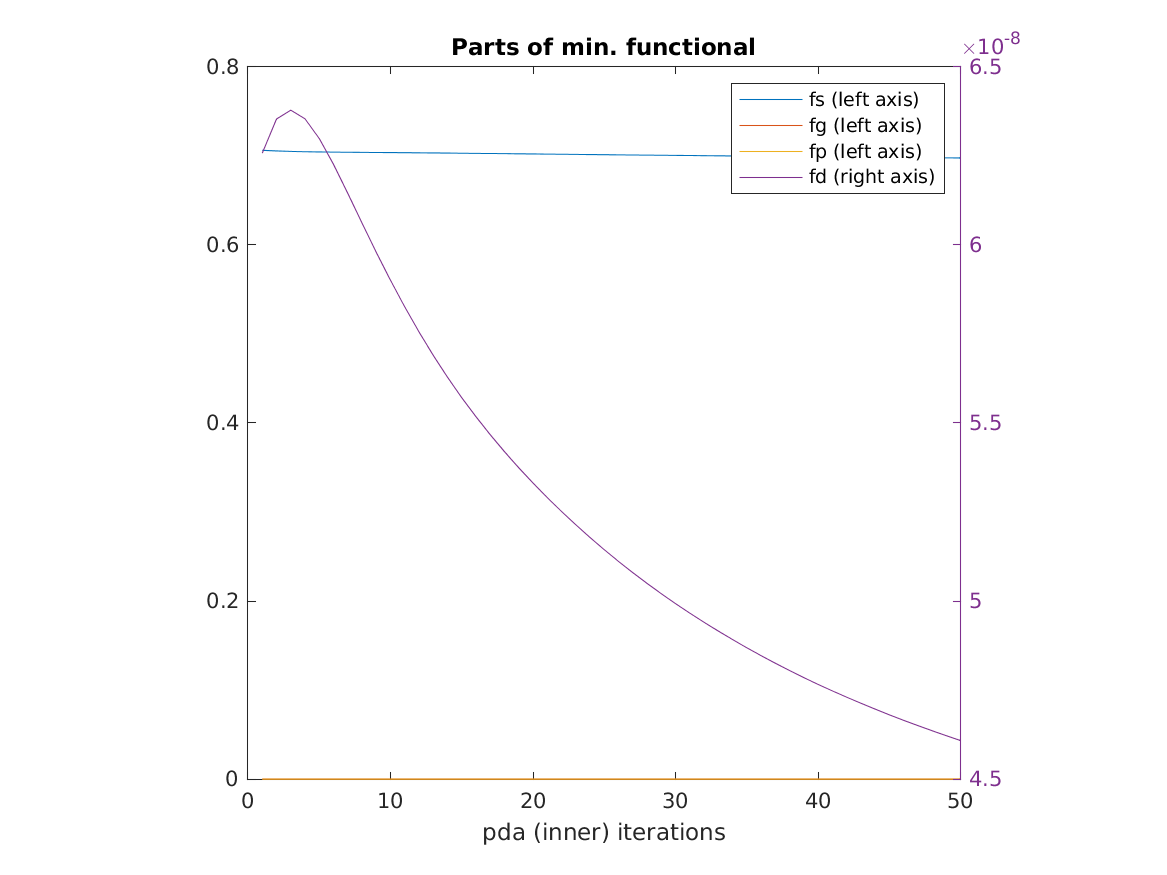 Parts of min. functional
×10-8
0.8
0.6
0.4
0.2
0
6.5
6
5.5
5
4.5
fs (left axis)
fg (left axis)
fp (left axis)
fd (right axis)
0 10 20 30 40 50
pda (inner) iterations